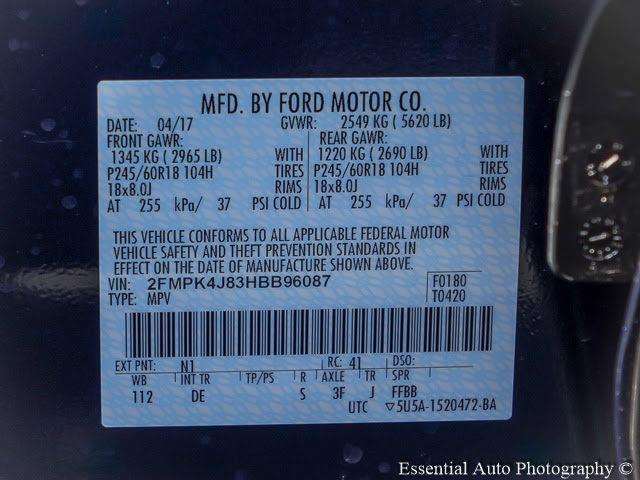 MFD. BY FORD MOTOR CO.
DATE: 04/17 GVWR: 2549 KG ( 5620 LB)
FRONT GAWR: REAR GAWR:
1345 KG ( 2965 LB) WITH 1220 KG ( 2690 LB) WITH
P245/60R18 104H TIRES P245/60R18 104H TIRES
18x8.0J RIMS 18x8.0J RIMS
AT 255 kPa/ 37 PSI COLD AT 255 kPa/ 37 PSI COLD
THIS VEHICLE CONFORMS TO ALL APPLICABLE FEDERAL MOTOR
VEHICLE SAFETY AND THEFT PREVENTION STANDARDS IN
EFFECT ON THE DATE OF MANUFACTURE SHOWN ABOVE.
VIN: 2FMPK4J83HBB96087 F0180
TYPE: MPV T0420
EXT PNT: N1 RC: 41 DSO:
WB INT TR TP/PS R AXLE TR SPR
112 DE S 3F J FFBB
UTC ▽5U5A-1520472-BA
Essential Auto Photography ©